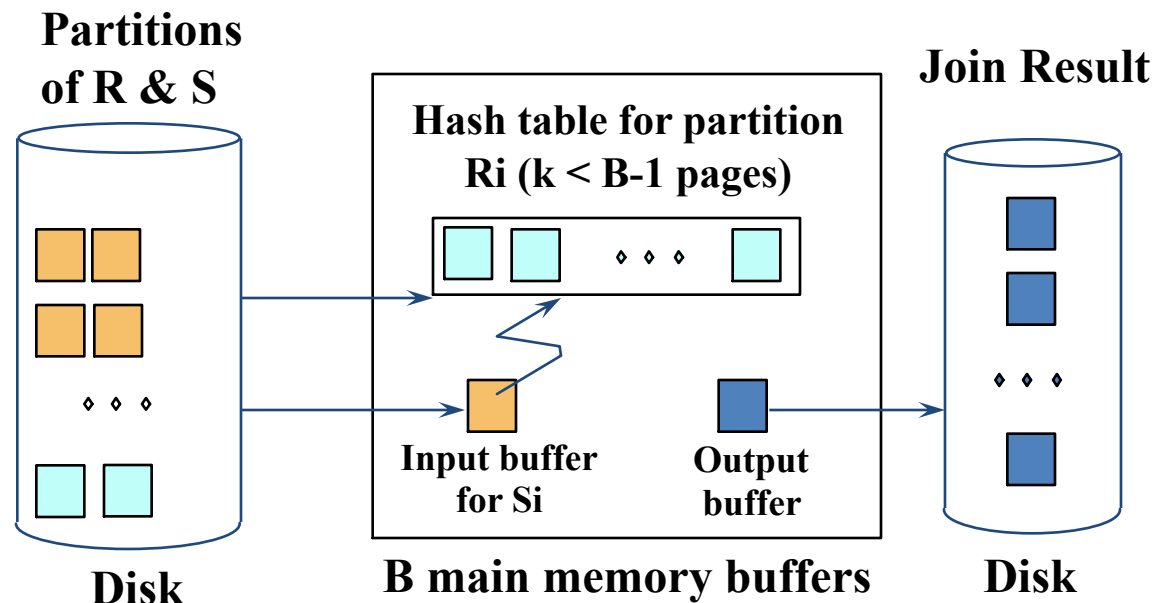 Partitions
of R & S
Hash table for partition
Ri (k < B-1 pages)
Join Result
Input buffer
for Si
Output
buffer
Disk
B main memory buffers
Disk